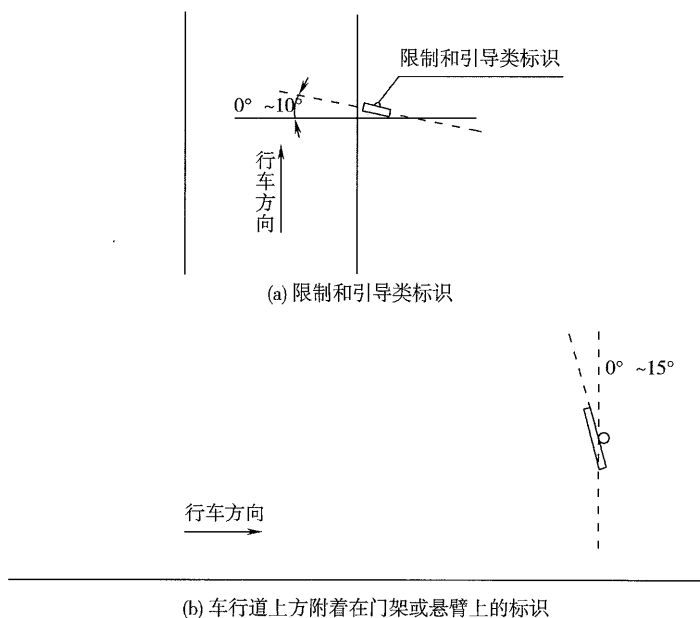 限制和引导类标识
0° ~10°
行车方向
(a) 限制和引导类标识
0° ~15°
行车方向
(b) 车行道上方附着在门架或悬臂上的标识